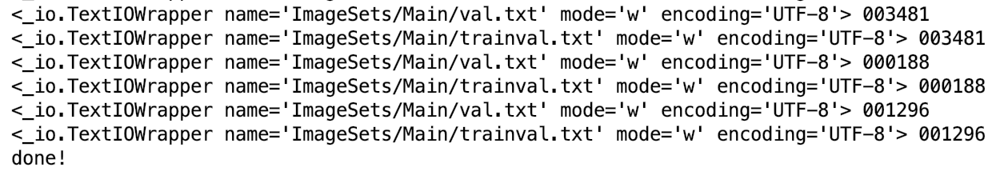 <_io.TextIOWrapper name='ImageSets/Main/val.txt' mode='w' encoding='UTF-8'> 003481
<_io.TextIOWrapper name='ImageSets/Main/trainval.txt' mode='w' encoding='UTF-8'> 003481
<_io.TextIOWrapper name='ImageSets/Main/val.txt' mode='w' encoding='UTF-8'> 000188
<_io.TextIOWrapper name='ImageSets/Main/trainval.txt' mode='w' encoding='UTF-8'> 000188
<_io.TextIOWrapper name='ImageSets/Main/val.txt' mode='w' encoding='UTF-8'> 001296
<_io.TextIOWrapper name='ImageSets/Main/trainval.txt' mode='w' encoding='UTF-8'> 001296
done!